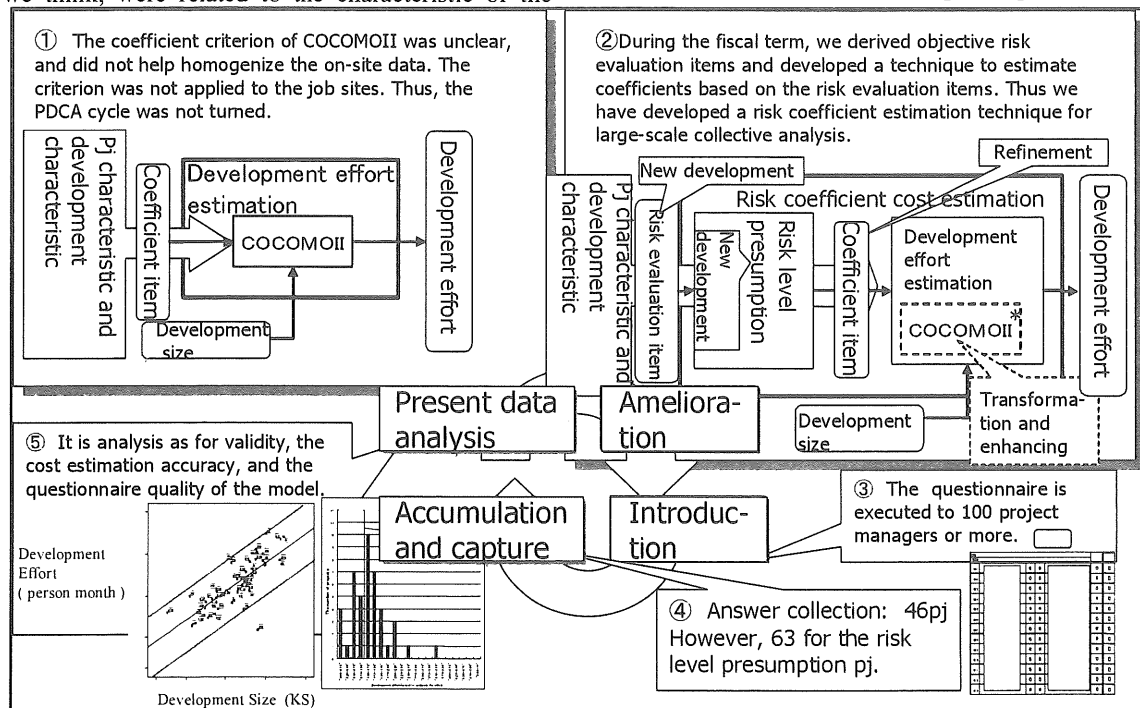 we think, were related to the characteristic of the
① The coefficient criterion of COCOMOII was unclear,
and did not help homogenize the on-site data. The
criterion was not applied to the job sites. Thus, the
PDCA cycle was not turned.
Pj characteristic and
development
characteristic
Coefficient item
Development effort
estimation
COCOMOII
Development size
Development effort
②During the fiscal term, we derived objective risk
evaluation items and developed a technique to estimate
coefficients based on the risk evaluation items. Thus we
have developed a risk coefficient estimation technique for
large-scale collective analysis.
Refinement
New development
Risk coefficient cost estimation
Pj characteristic and
development
characteristic
Risk evaluation item
New
development
Risk level
presumption
Coefficient item
Development
effort
estimation
COCOMOII*
Development effort
Development
size
Transforma-
tion and
enhancing
Present data
analysis
Ameliora-
tion
Accumulation
and capture
Introduc-
tion
③ The questionnaire is
executed to 100 project
managers or more.
④ Answer collection: 46pj
However, 63 for the risk
level presumption pj.
⑤ It is analysis as for validity, the
cost estimation accuracy, and the
questionnaire quality of the model.
Development
Effort
( person month )
Development Size (KS)